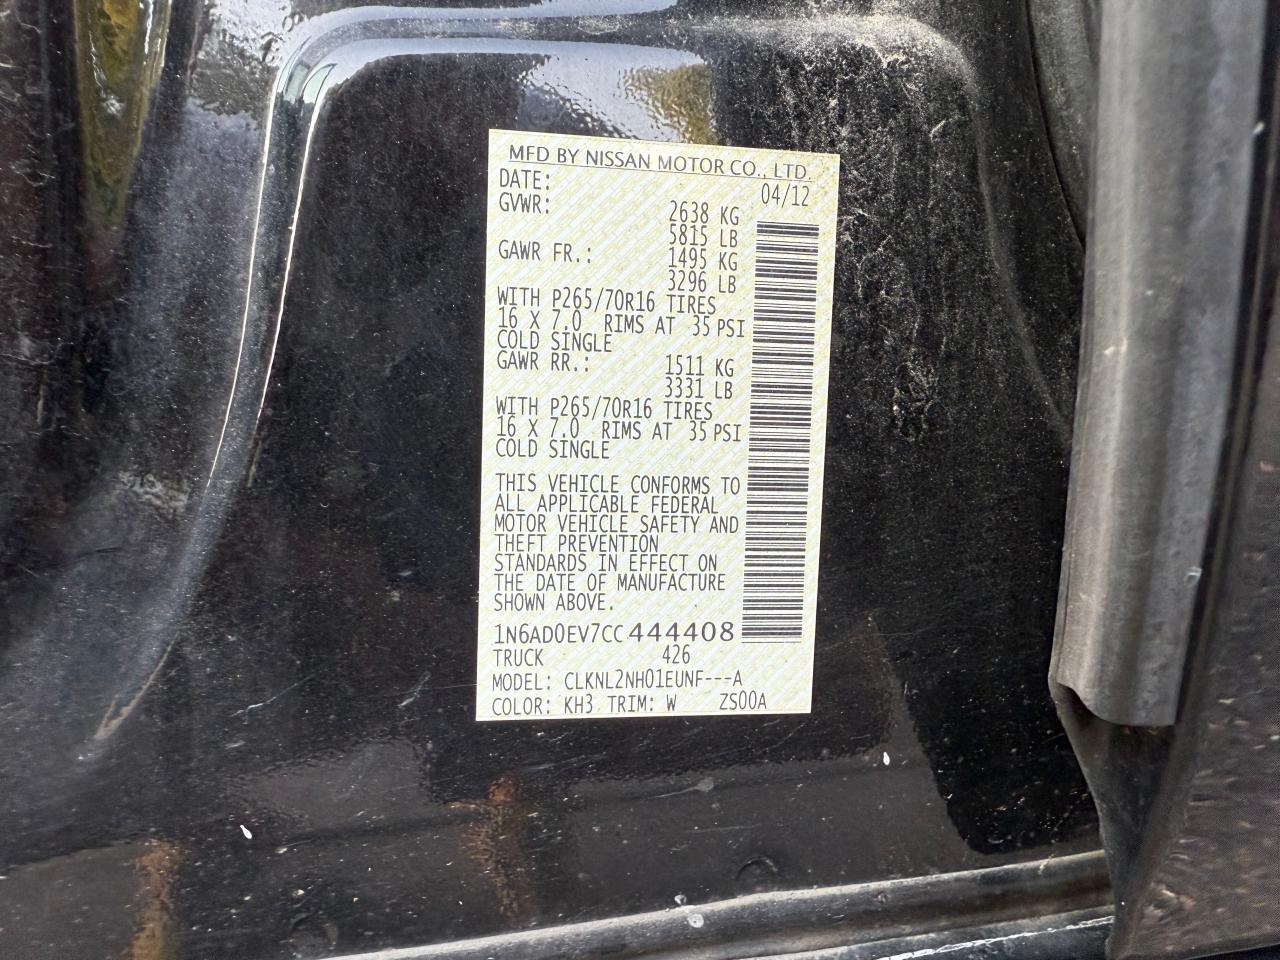 MFD BY NISSAN MOTOR CO., LTD.
DATE: 04/12
GVWR: 2638 KG
5815 LB
GAWR FR.: 1495 KG
3296 LB
WITH P265/70R16 TIRES
16 X 7.0 RIMS AT 35 PSI
COLD SINGLE
GAWR RR.: 1511 KG
3331 LB
WITH P265/70R16 TIRES
16 X 7.0 RIMS AT 35 PSI
COLD SINGLE
THIS VEHICLE CONFORMS TO
ALL APPLICABLE FEDERAL
MOTOR VEHICLE SAFETY AND
THEFT PREVENTION
STANDARDS IN EFFECT ON
THE DATE OF MANUFACTURE
SHOWN ABOVE.
1N6AD0EV7CC444408
TRUCK 426
MODEL: CLKNL2NH01EUNF---A
COLOR: KH3 TRIM: W ZS00A